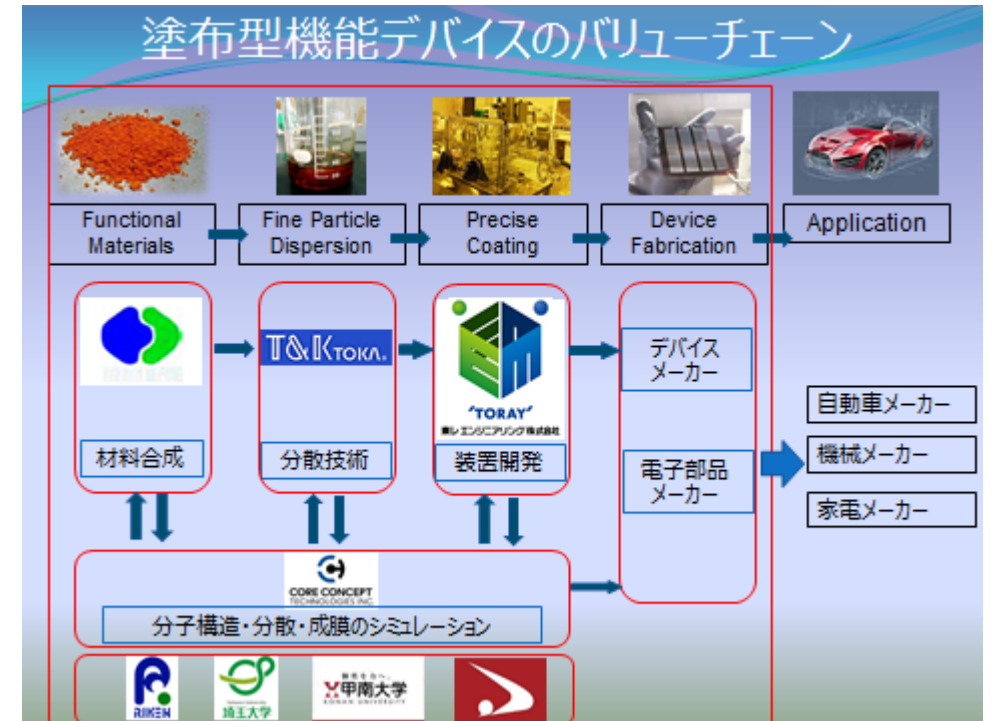 塗布型機能デバイスのバリューチェーン
Functional
Materials
Fine Particle
Dispersion
Precise
Coating
Device
Fabrication
Application
T&K TOKA.
'TORAY'
東レエンジニアリング株式会社
材料合成
分散技術
装置開発
デバイス
メーカー
電子部品
メーカー
自動車メーカー
機械メーカー
家電メーカー
CORE CONCEPT
TECHNOLOGIES INC.
分子構造・分散・成膜のシミュレーション
RIKEN
埼玉大学
甲南大学
KONAN UNIVERSITY